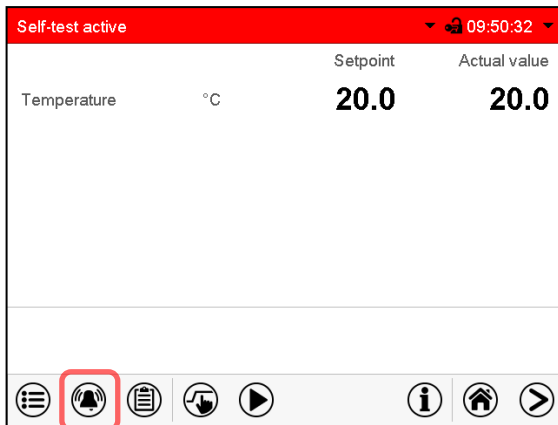 Self-test active 09:50:32
Setpoint Actual value
Temperature °C 20.0 20.0